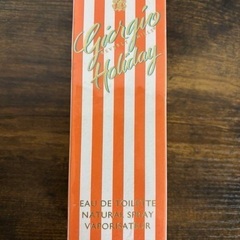 Giorgio
Holiday
EAU DE TOILETTE
NATURAL SPRAY
VAPORISATEUR